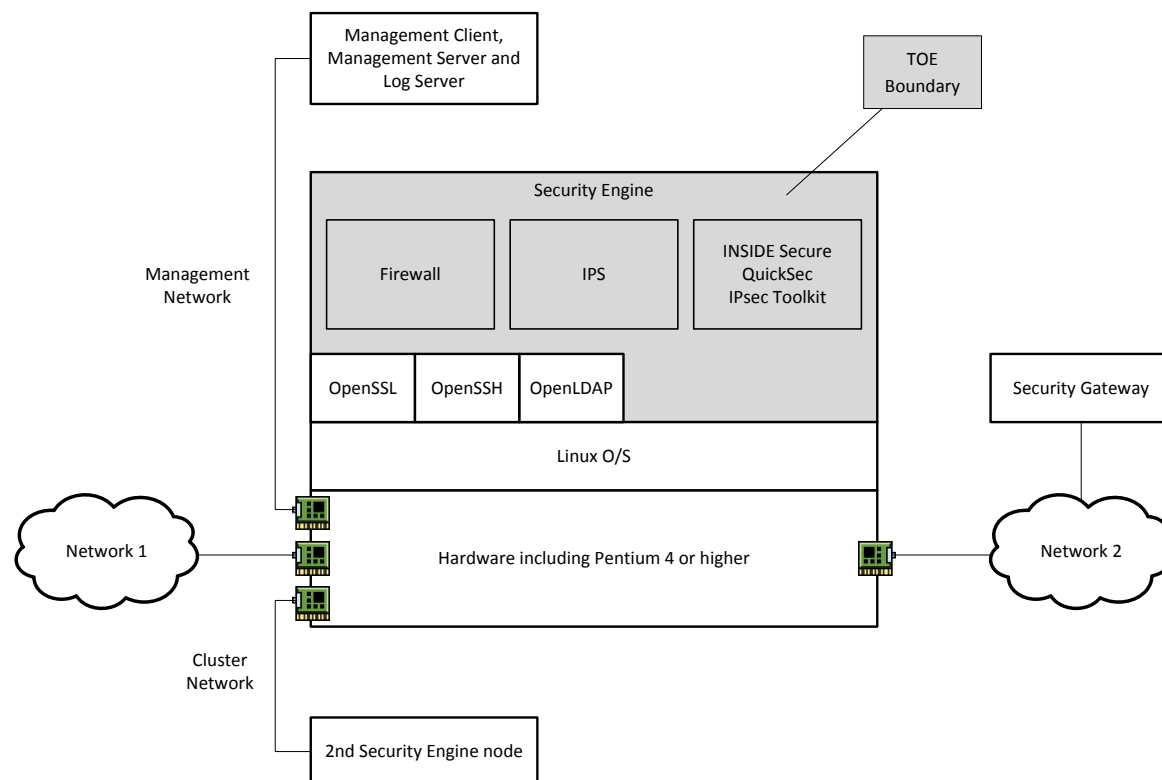 Management Client,
Management Server and
Log Server
TOE
Boundary
Security Engine
Firewall
IPS
INSIDE Secure
QuickSec
IPsec Toolkit
Management
Network
OpenSSL
OpenSSH
OpenLDAP
Security Gateway
Linux O/S
Network 1
Hardware including Pentium 4 or higher
Network 2
Cluster
Network
2nd Security Engine node